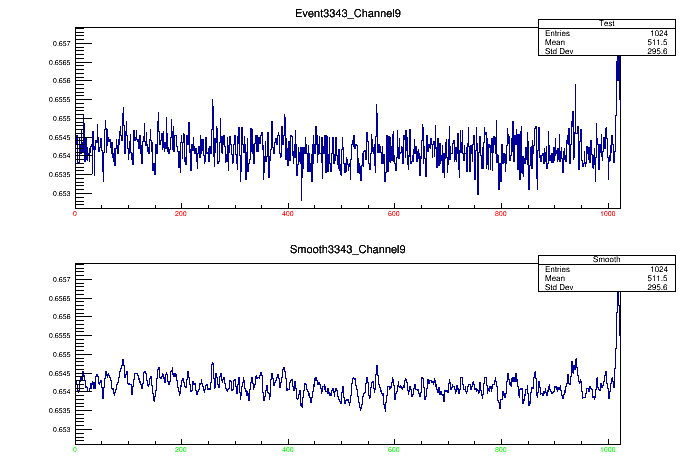 Event3343_Channel9
Test
Entries 1024
Mean 511.5
Std Dev 295.6
0.657
0.6565
0.656
0.6555
0.655
0.6545
0.654
0.6535
0.653
0 200 400 600 800 1000
Smooth3343_Channel9
Smooth
Entries 1024
Mean 511.5
Std Dev 295.6
0.657
0.6565
0.656
0.6555
0.655
0.6545
0.654
0.6535
0.653
0 200 400 600 800 1000